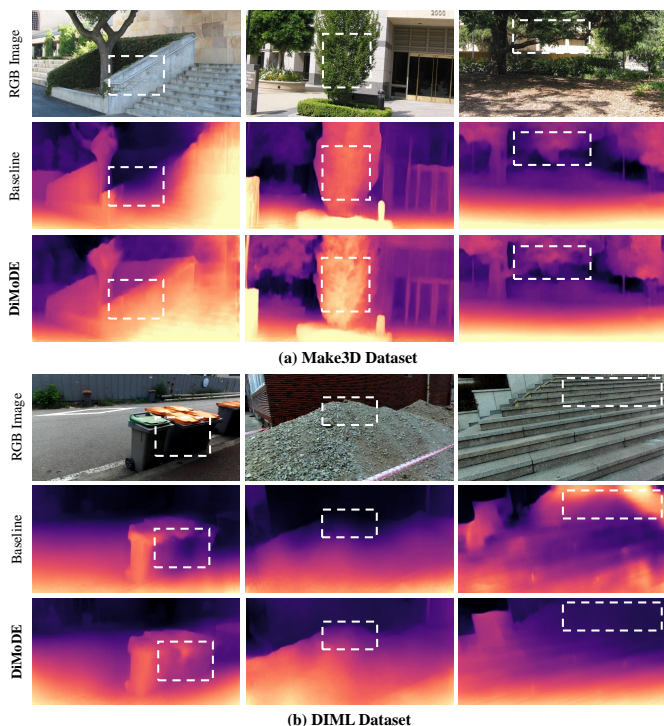 RGB Image
Baseline
DiMoDE
(a) Make3D Dataset
RGB Image
Baseline
DiMoDE
(b) DIML Dataset